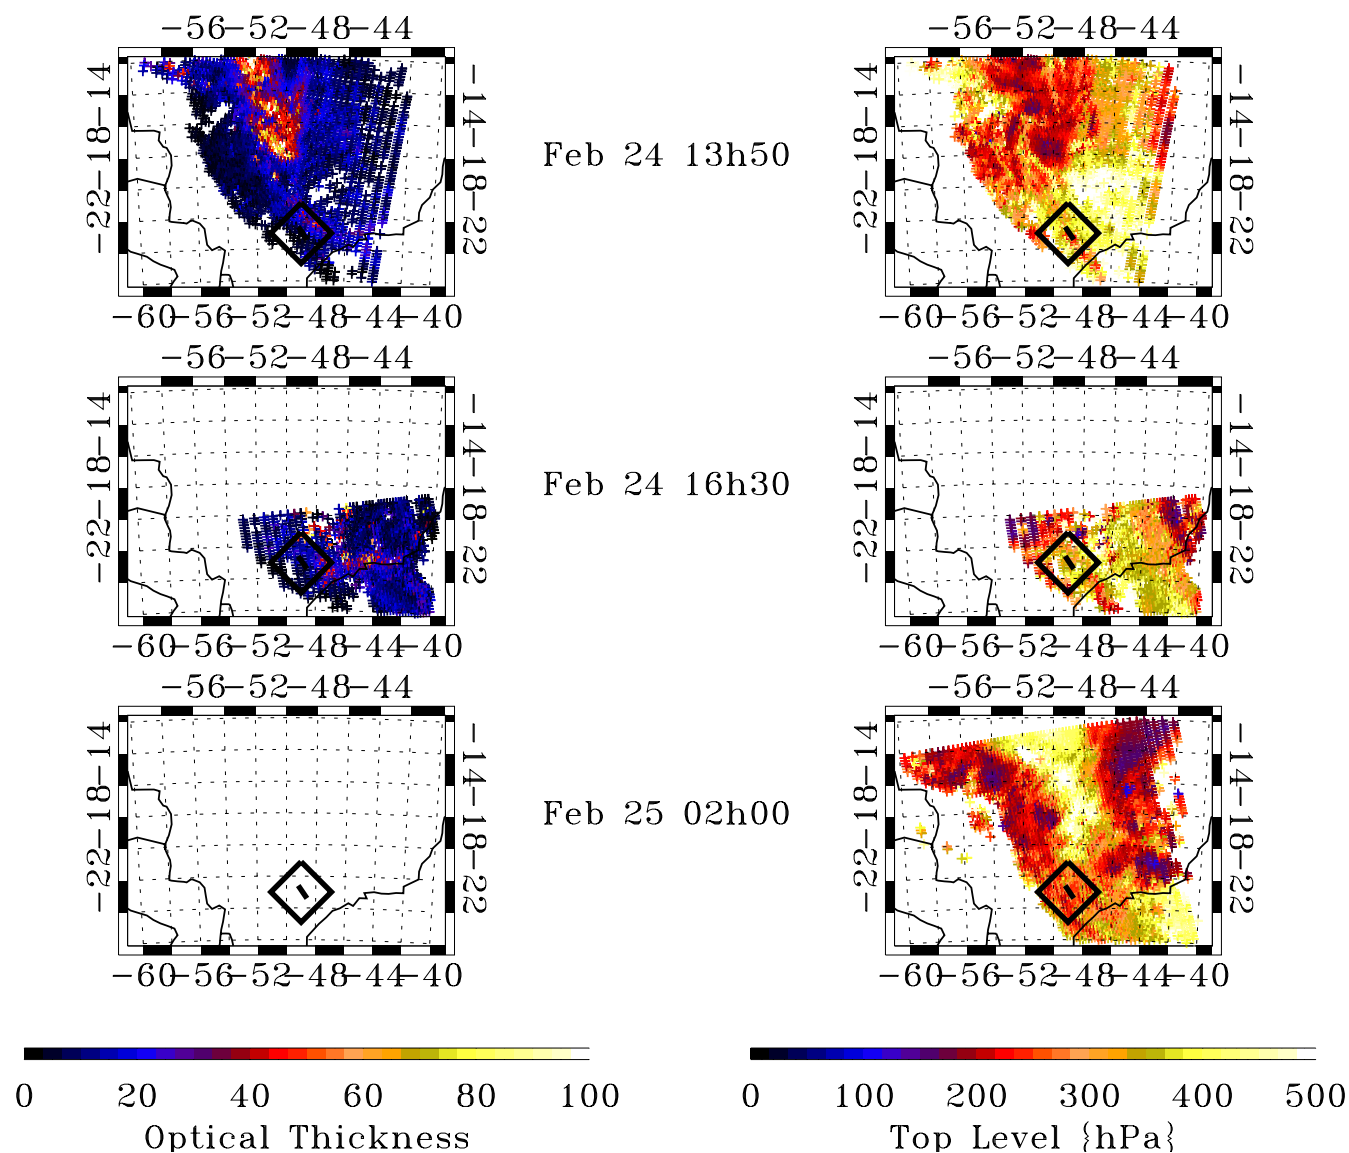 −56−52−48−44 −56−52−48−44
−14 −18 −22 −14 −18 −22 Feb 24 13h50 −14 −18 −22 −14 −18 −22
−60−56−52−48−44−40 −60−56−52−48−44−40
−56−52−48−44 −56−52−48−44
−14 −18 −22 −14 −18 −22 Feb 24 16h30 −14 −18 −22 −14 −18 −22
−60−56−52−48−44−40 −60−56−52−48−44−40
−56−52−48−44 −56−52−48−44
−14 −18 −22 −14 −18 −22 Feb 25 02h00 −14 −18 −22 −14 −18 −22
−60−56−52−48−44−40 −60−56−52−48−44−40
0 20 40 60 80 100 0 100 200 300 400 500
Optical Thickness Top Level {hPa}